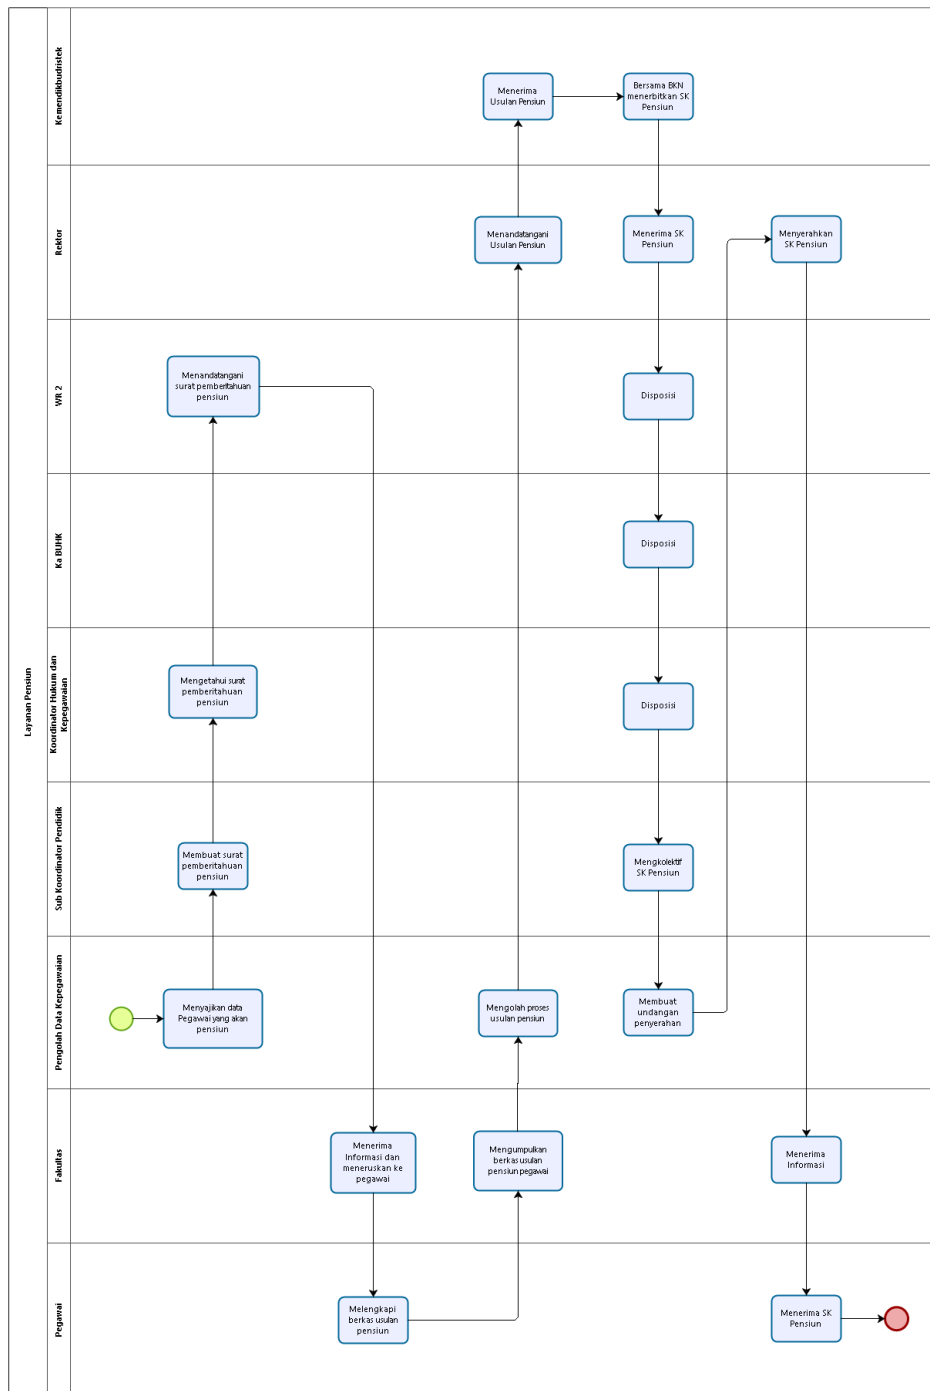 Layanan Pensiun
Kemendikbudristek
Menerima
Usulan Pensiun
Bersama BKN
menerbitkan SK
Pensiun
Rektor
Menandatangani
Usulan Pensiun
Menerima SK
Pensiun
Menyerahkan
SK Pensiun
WR 2
Menandatangani
surat pemberitahuan
pensiun
Disposisi
Ka BUHK
Disposisi
Koordinator Hukum dan
Kepegawaian
Mengetahui surat
pemberitahuan
pensiun
Disposisi
Sub Koordinator Pendidik
Membuat surat
pemberitahuan
pensiun
Mengkolektif
SK Pensiun
Pengolah Data Kepegawaian
Menyajikan data
Pegawai yang akan
pensiun
Mengolah proses
usulan pensiun
Membuat
undangan
penyerahan
Fakultas
Menerima
Informasi dan
meneruskan ke
pegawai
Mengumpulkan
berkas usulan
pensiun pegawai
Menerima
Informasi
Pegawai
Melengkapi
berkas usulan
pensiun
Menerima SK
Pensiun